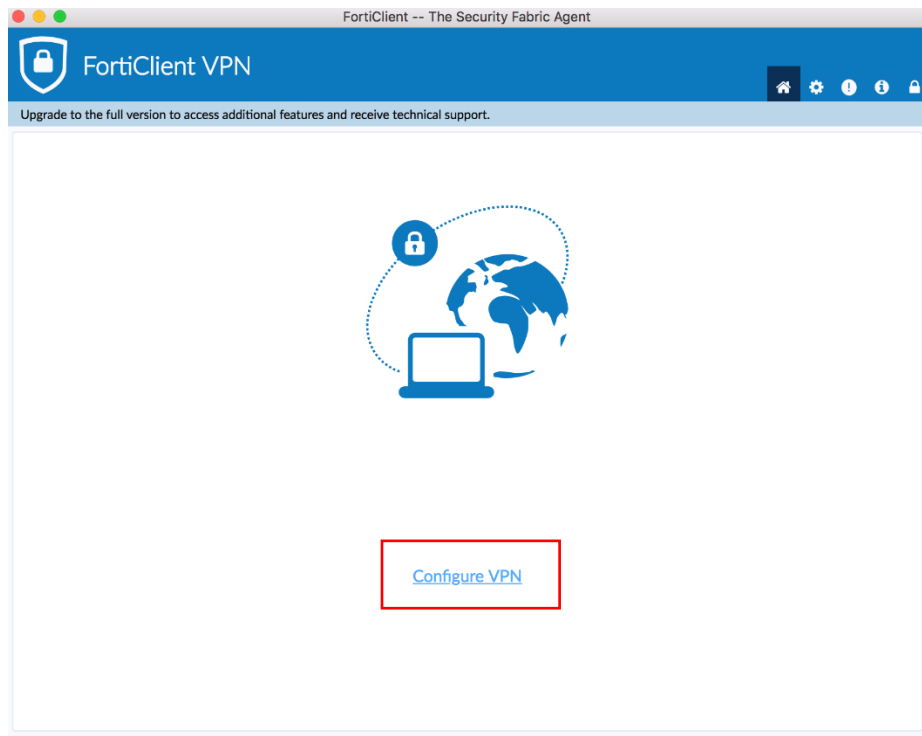 FortiClient -- The Security Fabric Agent
FortiClient VPN
Upgrade to the full version to access additional features and receive technical support.
Configure VPN